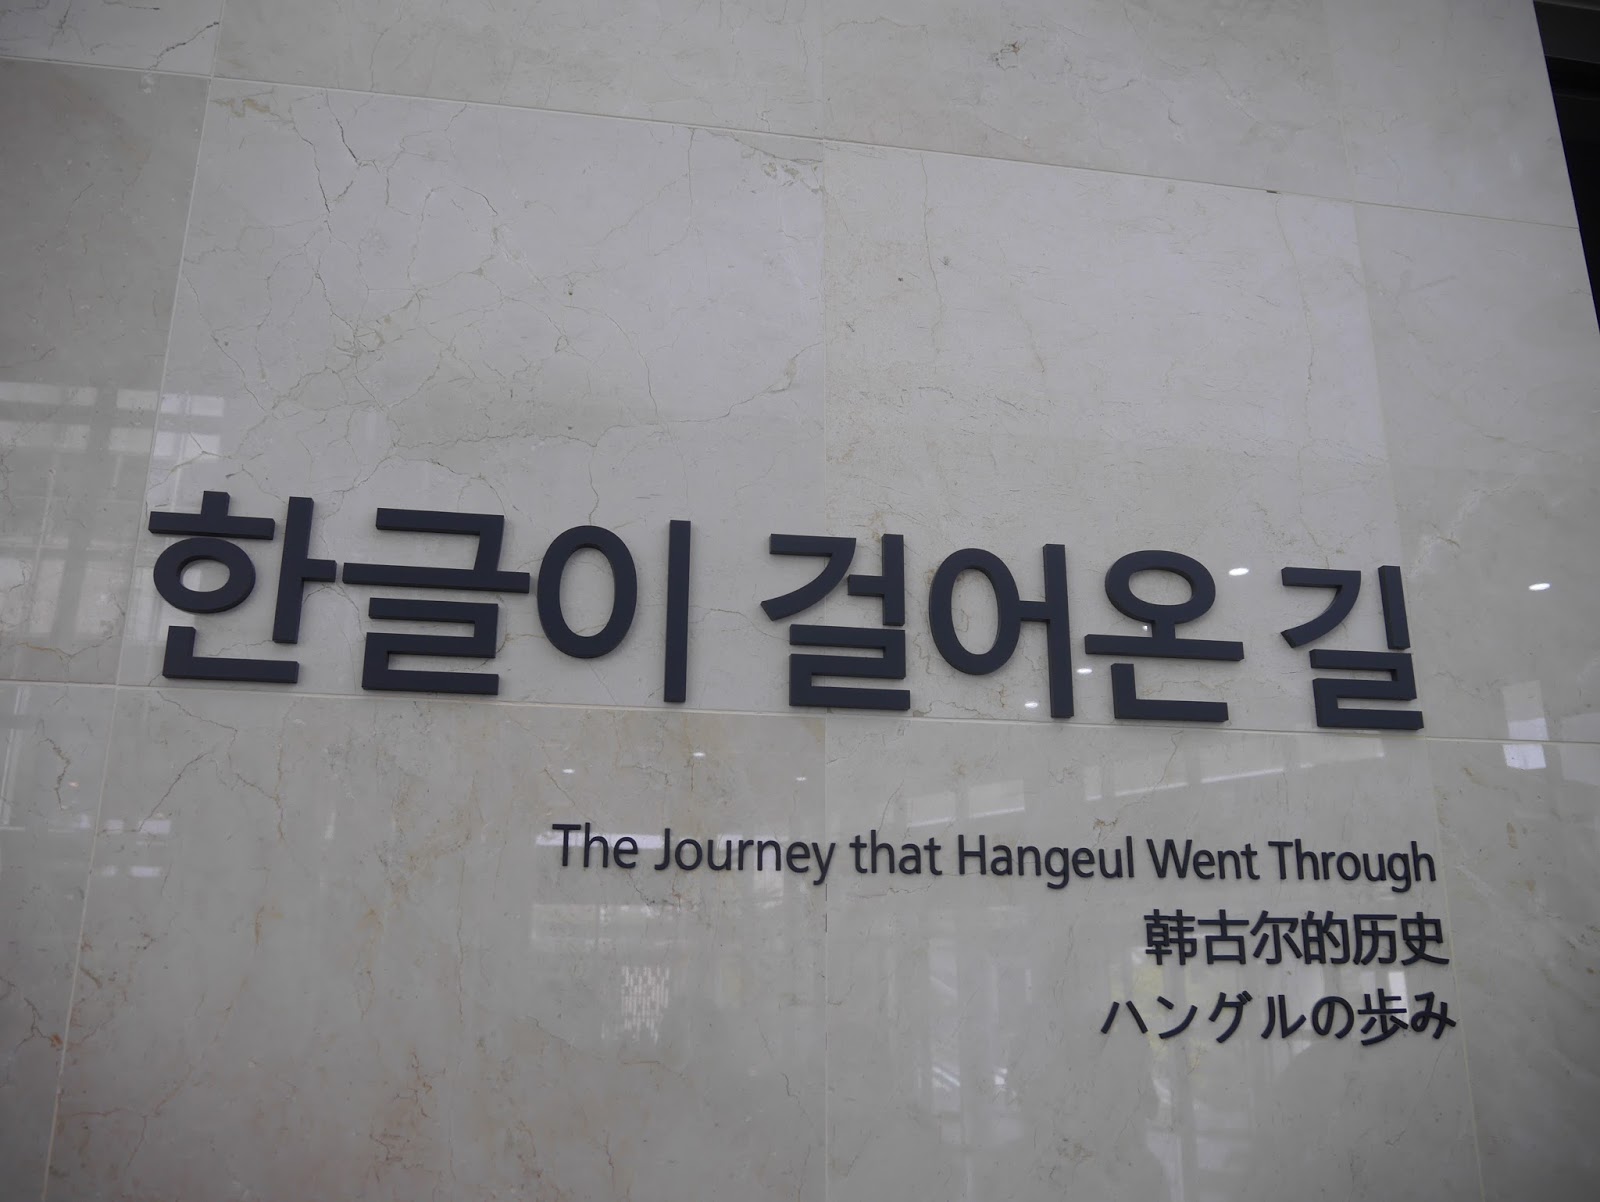 한글이 걸어온 길
The Journey that Hangeul Went Through
韩古尔的历史
ハングルの歩み